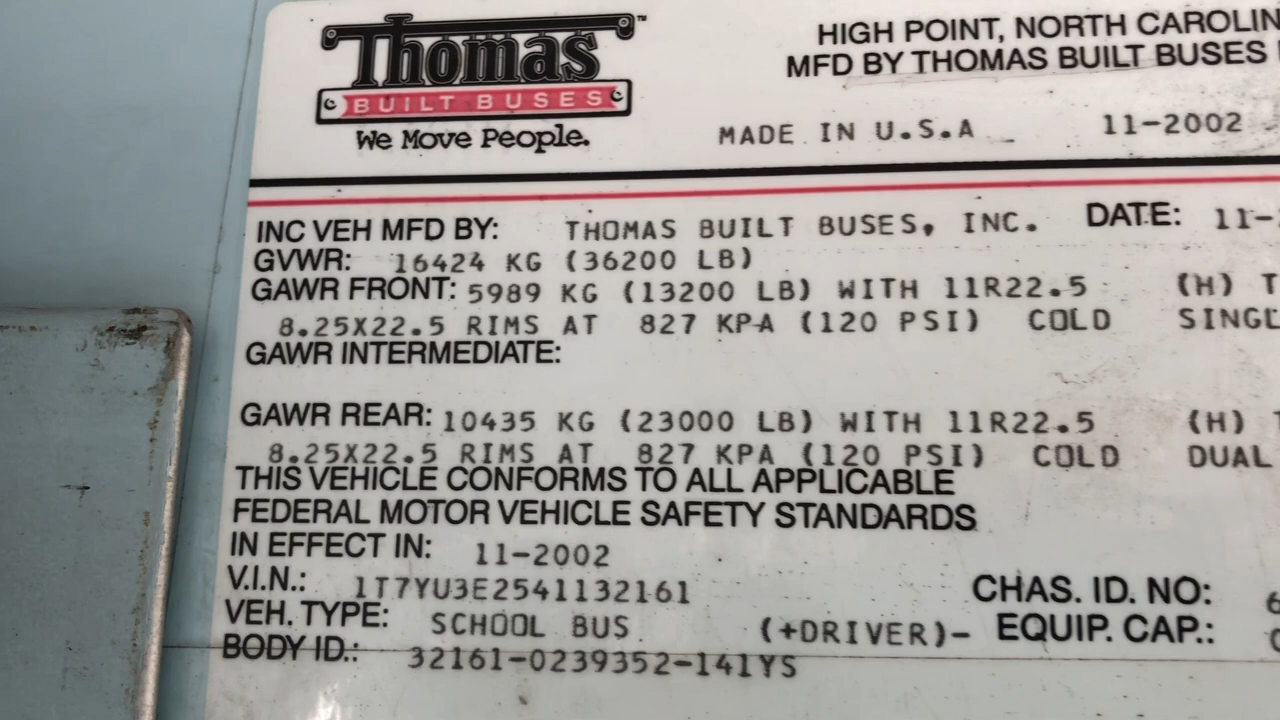 Thomas™
BUILT BUSES
We Move People.
HIGH POINT, NORTH CAROLIN
MFD BY THOMAS BUILT BUSES
MADE IN U.S.A 11-2002
INC VEH MFD BY: THOMAS BUILT BUSES, INC. DATE: 11-
GVWR: 16424 KG (36200 LB)
GAWR FRONT: 5989 KG (13200 LB) WITH 11R22.5 (H) T
8.25X22.5 RIMS AT 827 KPA (120 PSI) COLD SINGL
GAWR INTERMEDIATE:
GAWR REAR: 10435 KG (23000 LB) WITH 11R22.5 (H)
8.25X22.5 RIMS AT 827 KPA (120 PSI) COLD DUAL
THIS VEHICLE CONFORMS TO ALL APPLICABLE
FEDERAL MOTOR VEHICLE SAFETY STANDARDS
IN EFFECT IN: 11-2002
V.I.N.: 1T7YU3E2541132161 CHAS. ID. NO: 6
VEH. TYPE: SCHOOL BUS (+DRIVER)- EQUIP. CAP.:
BODY ID.: 32161-0239352-141YS